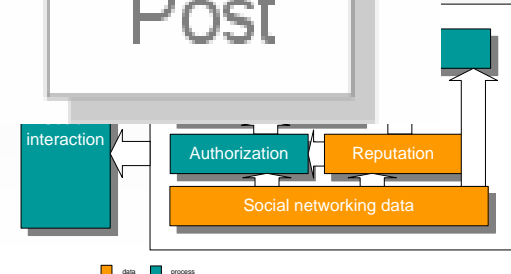 Post
interaction
Authorization
Reputation
Social networking data
data
process